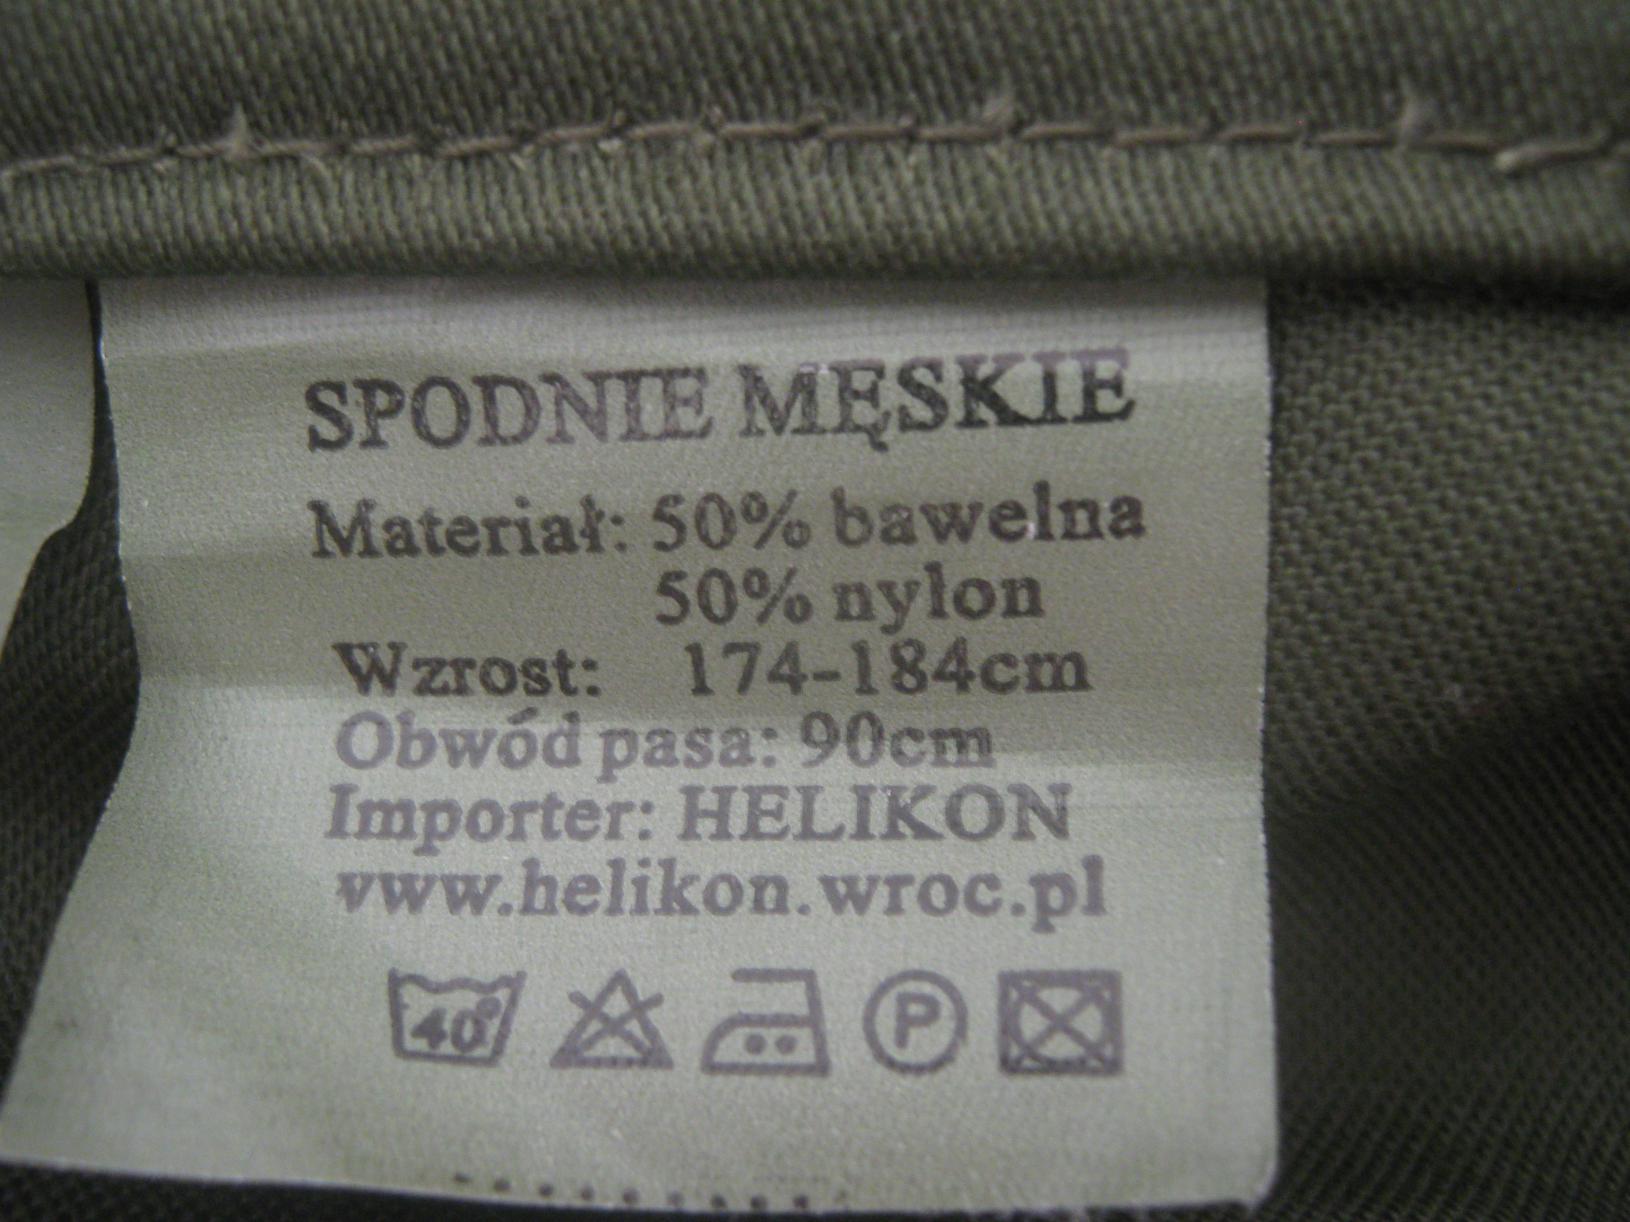 SPODNIE MĘSKIE
Materiał: 50% bawełna
50% nylon
Wzrost: 174-184cm
Obwód pasa: 90cm
Importer: HELIKON
www.helikon.wroc.pl
40°
P